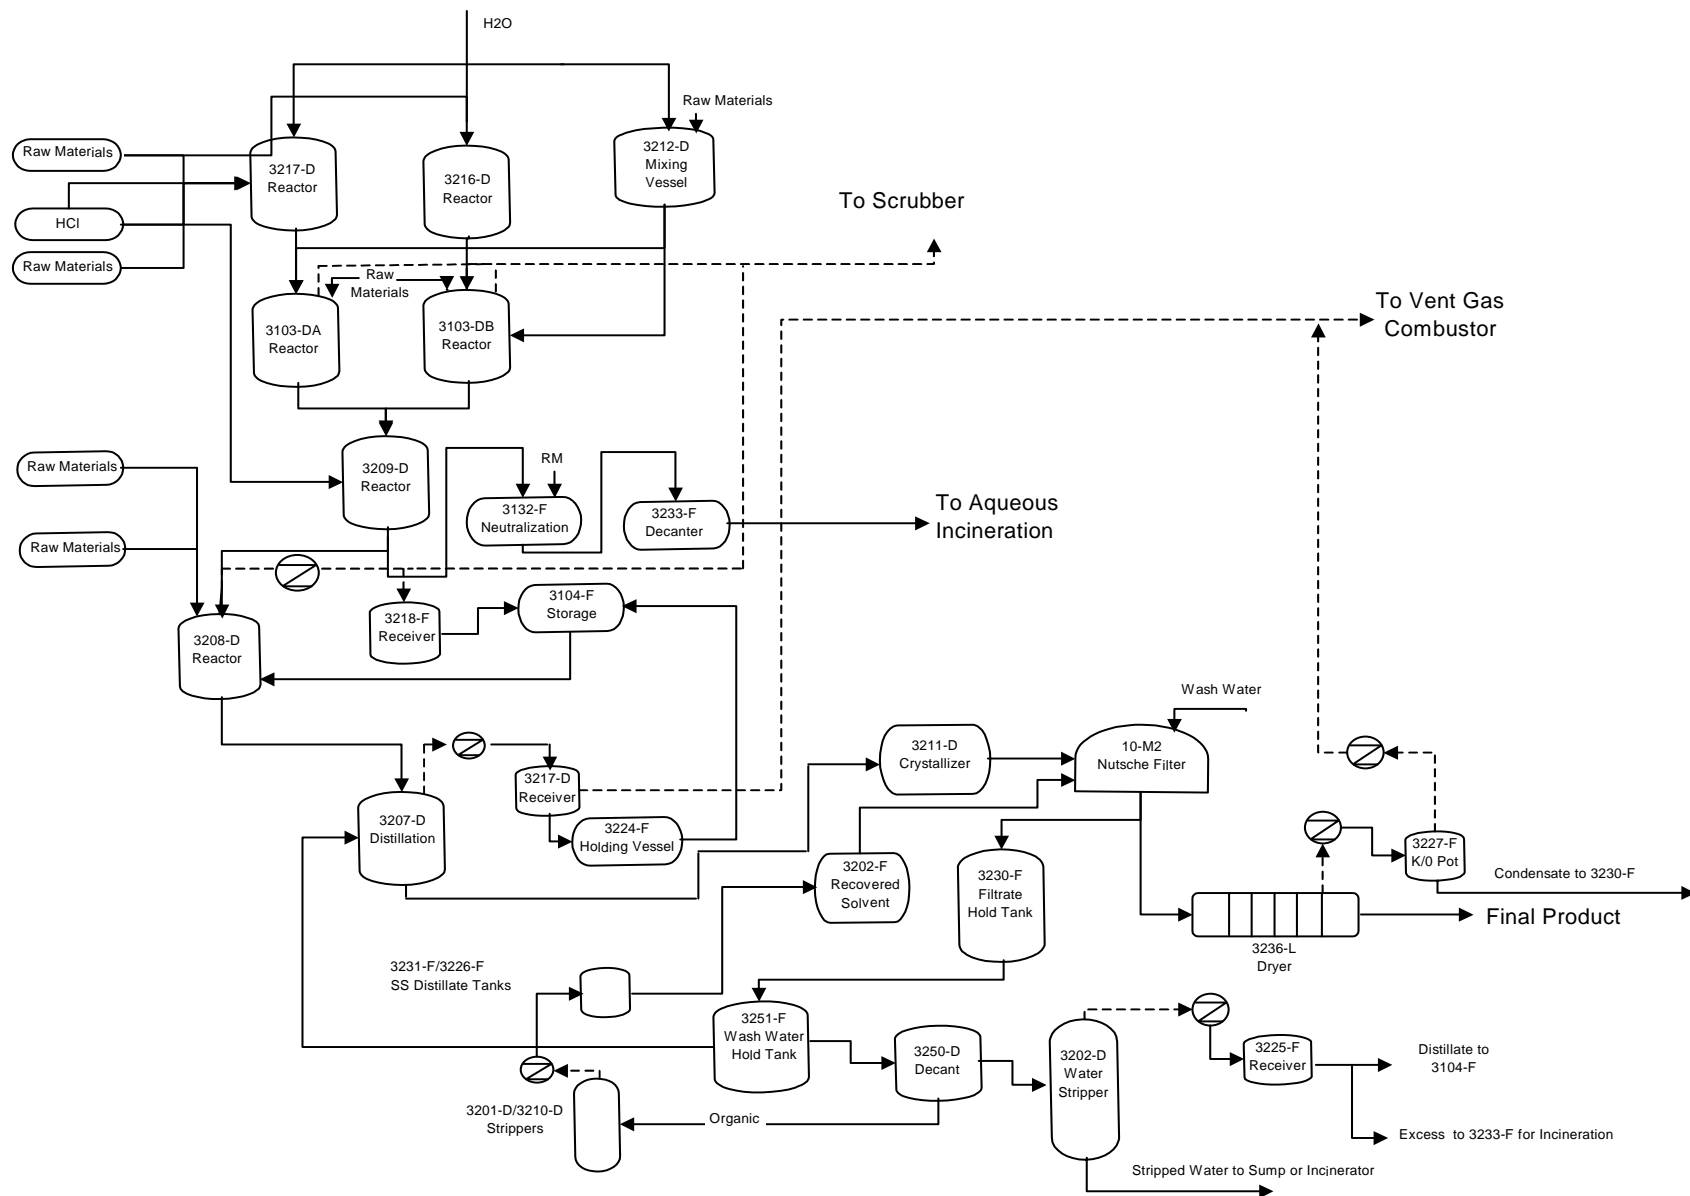 H2O
Raw Materials
Raw Materials
3217-D
Reactor
3216-D
Reactor
3212-D
Mixing
Vessel
HCl
Raw Materials
To Scrubber
Raw
Materials
3103-DA
Reactor
3103-DB
Reactor
To Vent Gas
Combustor
Raw Materials
3209-D
Reactor
RM
3132-F
Neutralization
3233-F
Decanter
To Aqueous
Incineration
Raw Materials
3218-F
Receiver
3104-F
Storage
3208-D
Reactor
Wash Water
3211-D
Crystallizer
10-M2
Nutsche Filter
3217-D
Receiver
3207-D
Distillation
3224-F
Holding Vessel
3202-F
Recovered
Solvent
3230-F
Filtrate
Hold Tank
3227-F
K/0 Pot
Condensate to 3230-F
Final Product
3236-L
Dryer
3231-F/3226-F
SS Distillate Tanks
3251-F
Wash Water
Hold Tank
3250-D
Decant
3202-D
Water
Stripper
3225-F
Receiver
Distillate to
3104-F
3201-D/3210-D
Strippers
Organic
Excess to 3233-F for Incineration
Stripped Water to Sump or Incinerator